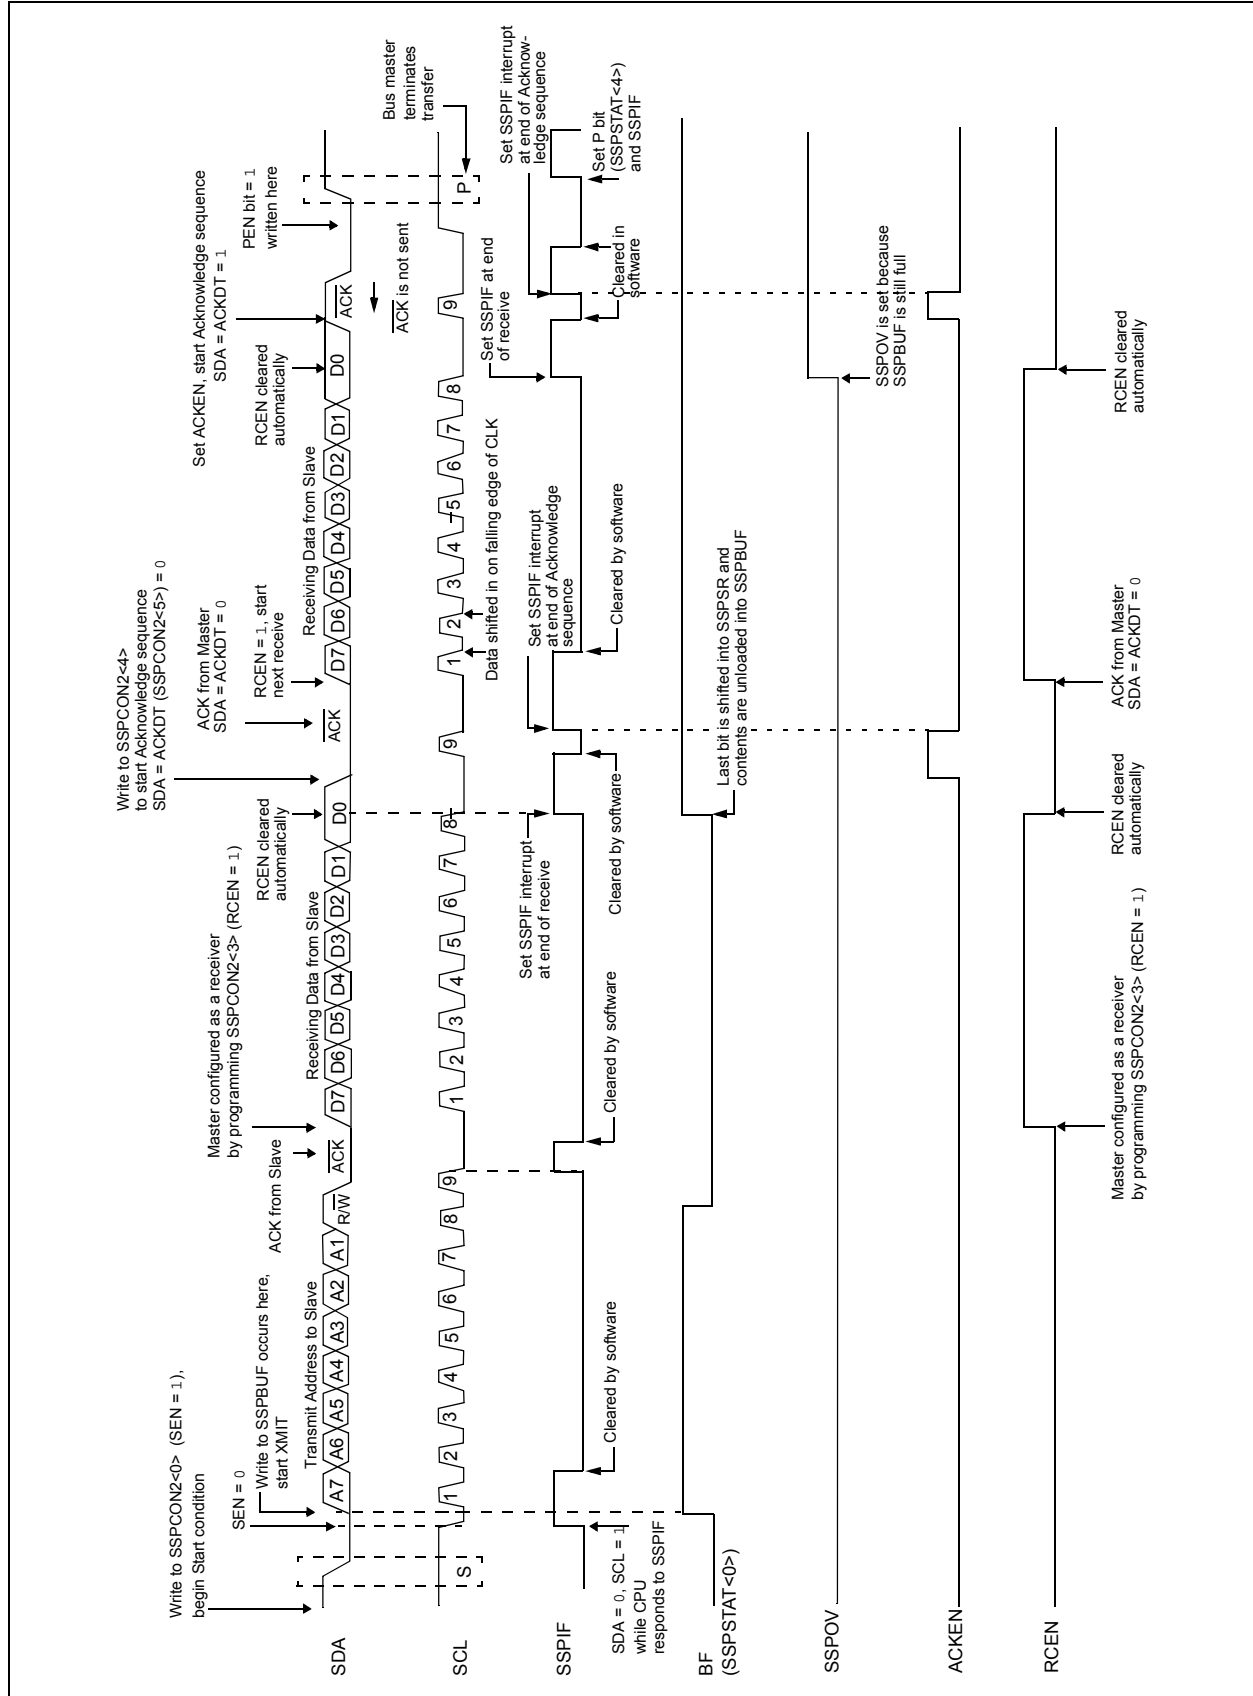 Write to SSPCON2<0> (SEN = 1),
begin Start condition
SEN = 0
Write to SSPBUF occurs here,
start XMIT
ACK from Slave
Master configured as a receiver
by programming SSPCON2<3> (RCEN = 1)
RCEN cleared
automatically
Write to SSPCON2<4>
to start Acknowledge sequence
SDA = ACKDT (SSPCON2<5>) = 0
ACK from Master
SDA = ACKDT = 0
RCEN = 1, start
next receive
RCEN cleared
automatically
Set ACKEN, start Acknowledge sequence
SDA = ACKDT = 1
PEN bit = 1
written here
Transmit Address to Slave
Receiving Data from Slave
Receiving Data from Slave
SDA
A7 A6 A5 A4 A3 A2 A1 R/W ACK D7 D6 D5 D4 D3 D2 D1 D0 ACK D7 D6 D5 D4 D3 D2 D1 D0 ACK
ACK is not sent
Bus master
terminates
transfer
SCL
S 1 2 3 4 5 6 7 8 9 1 2 3 4 5 6 7 8 9 1 2 3 4 5 6 7 8 9 P
Data shifted in on falling edge of CLK
Set SSPIF interrupt
at end of receive
Set SSPIF interrupt
at end of Acknowledge
sequence
Set SSPIF at end
of receive
Set SSPIF interrupt
at end of Acknow-
ledge sequence
SSPIF
SDA = 0, SCL = 1
while CPU
responds to SSPIF
Cleared by software
Cleared by software
Cleared by software
Cleared by software
Cleared in
software
Set P bit
(SSPSTAT<4>)
and SSPIF
BF
(SSPSTAT<0>)
Last bit is shifted into SSPSR and
contents are unloaded into SSPBUF
SSPOV
SSPOV is set because
SSPBUF is still full
ACKEN
RCEN
Master configured as a receiver
by programming SSPCON2<3> (RCEN = 1)
RCEN cleared
automatically
ACK from Master
SDA = ACKDT = 0
RCEN cleared
automatically